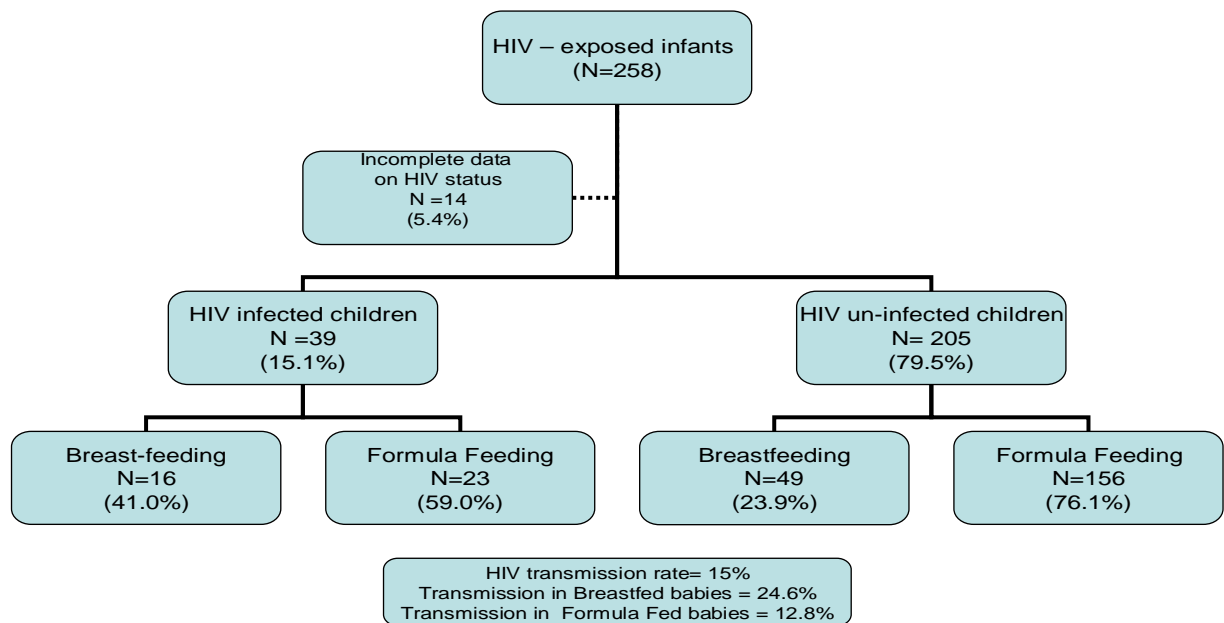 HIV – exposed infants
(N=258)
Incomplete data
on HIV status
N =14
(5.4%)
HIV infected children
N =39
(15.1%)
HIV un-infected children
N= 205
(79.5%)
Breast-feeding
N=16
(41.0%)
Formula Feeding
N=23
(59.0%)
Breastfeeding
N=49
(23.9%)
Formula Feeding
N=156
(76.1%)
HIV transmission rate= 15%
Transmission in Breastfed babies = 24.6%
Transmission in Formula Fed babies = 12.8%